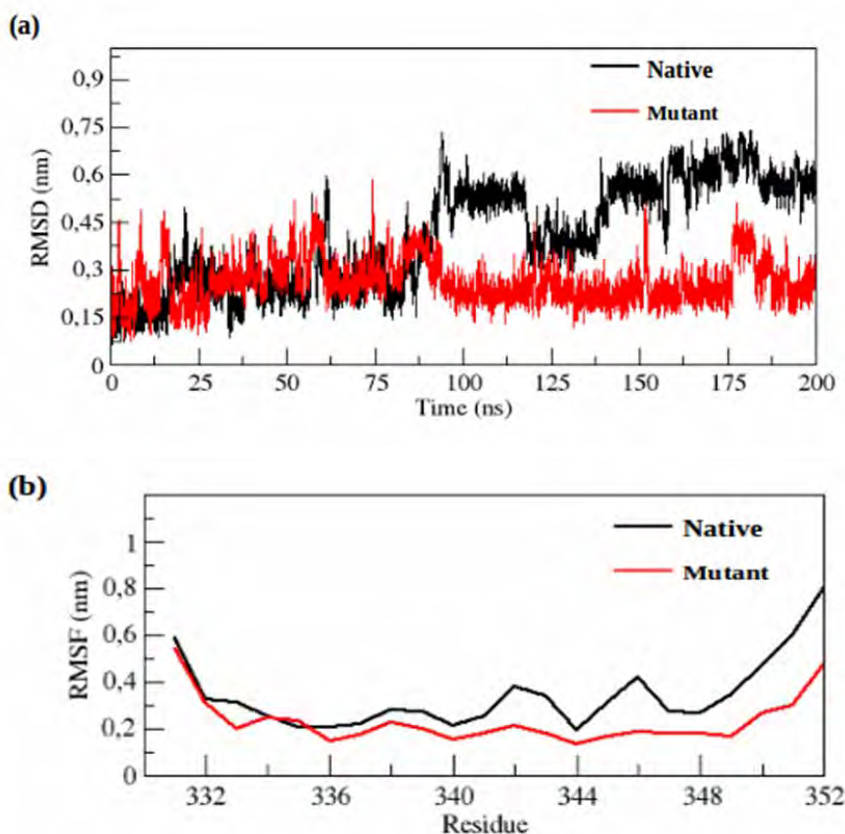 (a)
RMSD (nm)
0,9
0,75
0,6
0,45
0,3
0,15
0
Native
Mutant
0 25 50 75 100 125 150 175 200
Time (ns)
(b)
RMSF (nm)
1
0,8
0,6
0,4
0,2
0
Native
Mutant
332 336 340 344 348 352
Residue